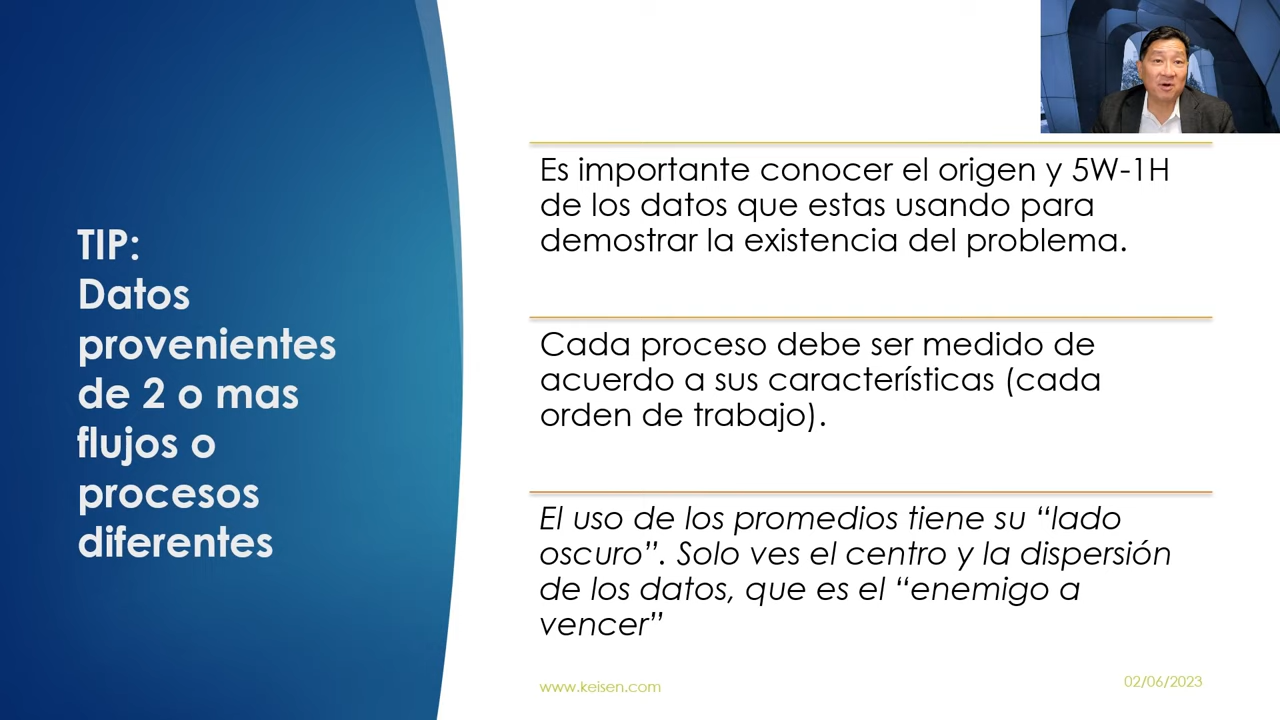 TIP:
Datos
provenientes
de 2 o mas
flujos o
procesos
diferentes
Es importante conocer el origen y 5W-1H
de los datos que estas usando para
demostrar la existencia del problema.
Cada proceso debe ser medido de
acuerdo a sus características (cada
orden de trabajo).
El uso de los promedios tiene su “lado
oscuro”. Solo ves el centro y la dispersión
de los datos, que es el “enemigo a
vencer”
www.keisen.com
02/06/2023